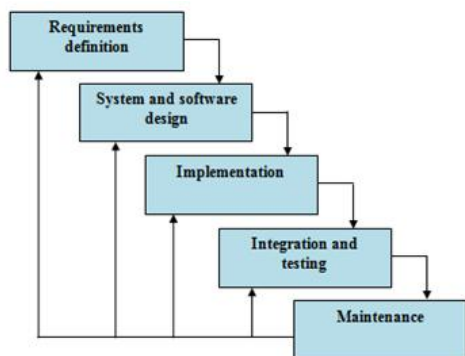 Requirements
definition
System and software
design
Implementation
Integration and
testing
Maintenance